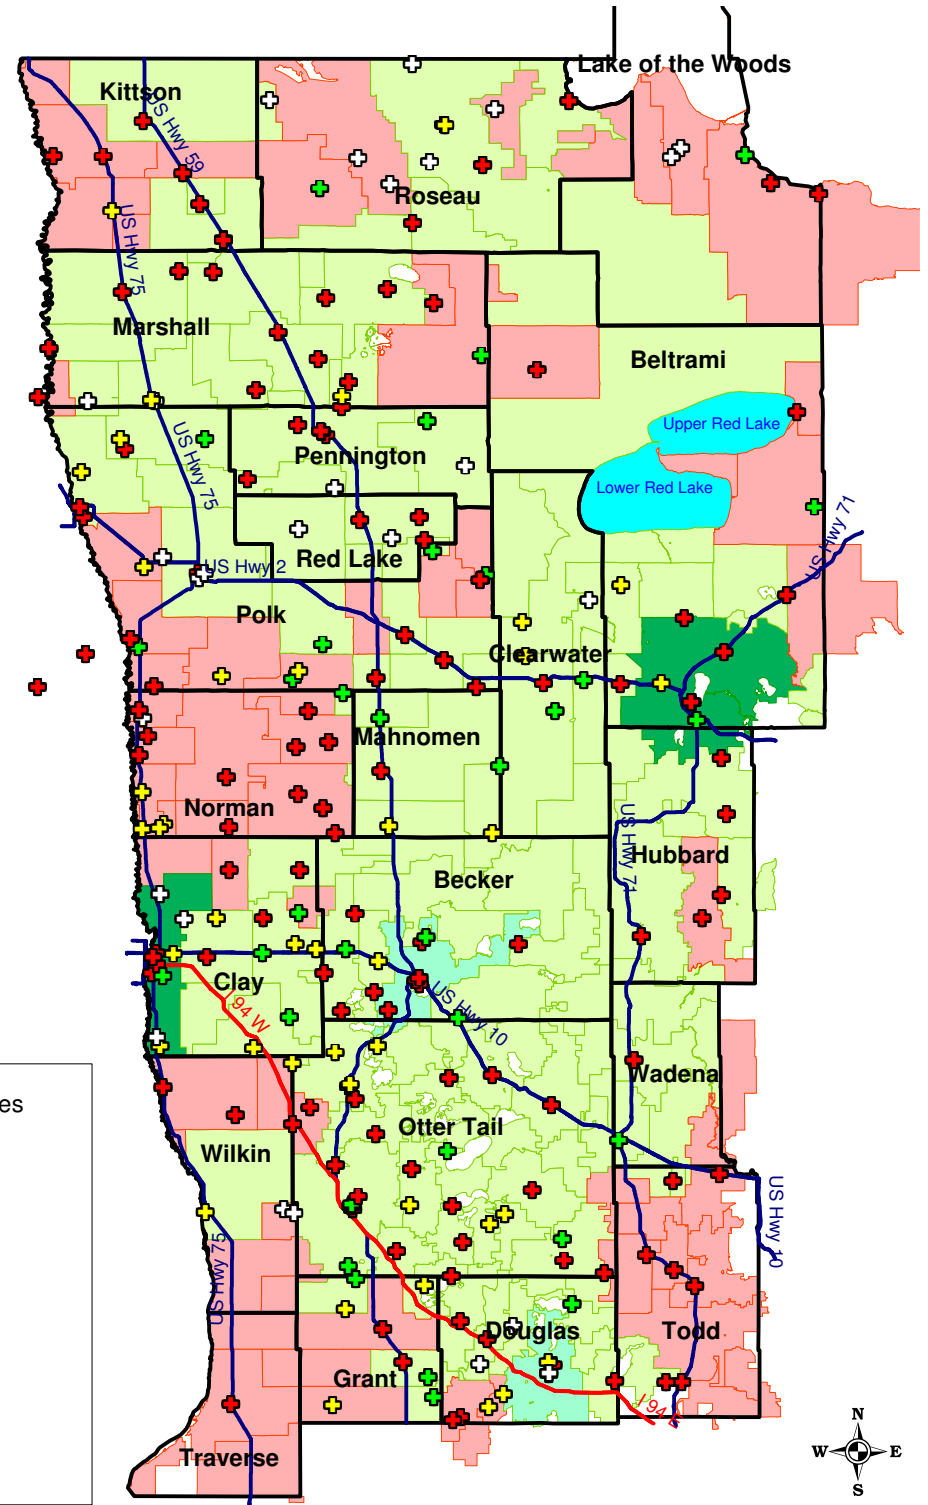 Lake of the Woods
Kittson
US Hwy 59
Roseau
US Hwy 75
Marshall
Beltrami
Upper Red Lake
US Hwy 75
Pennington
Lower Red Lake
US Hwy 71
Red Lake
US Hwy 2
Polk
Clearwater
Mahnomen
Norman
US Hwy 71
Hubbard
Becker
Clay
I 94 W
US Hwy 10
Wadena
es
Otter Tail
Wilkin
US Hwy 10
US Hwy 75
Douglas
Todd
Grant
I 94 E
N
W
E
S
Traverse